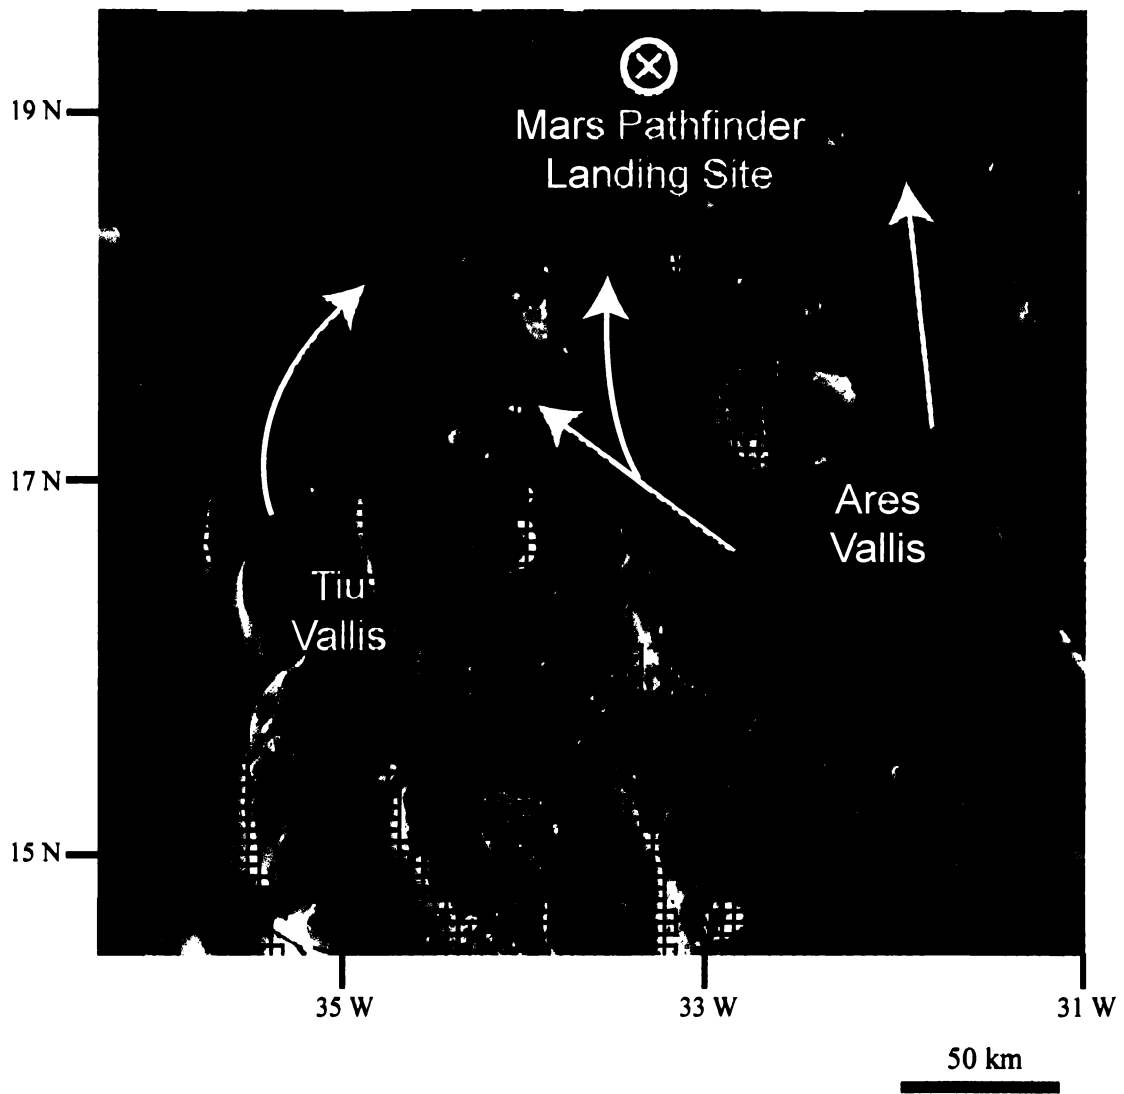 19 N
Mars Pathfinder
Landing Site
17 N
Ares
Vallis
Tiu
Vallis
15 N
35 W
33 W
31 W
50 km